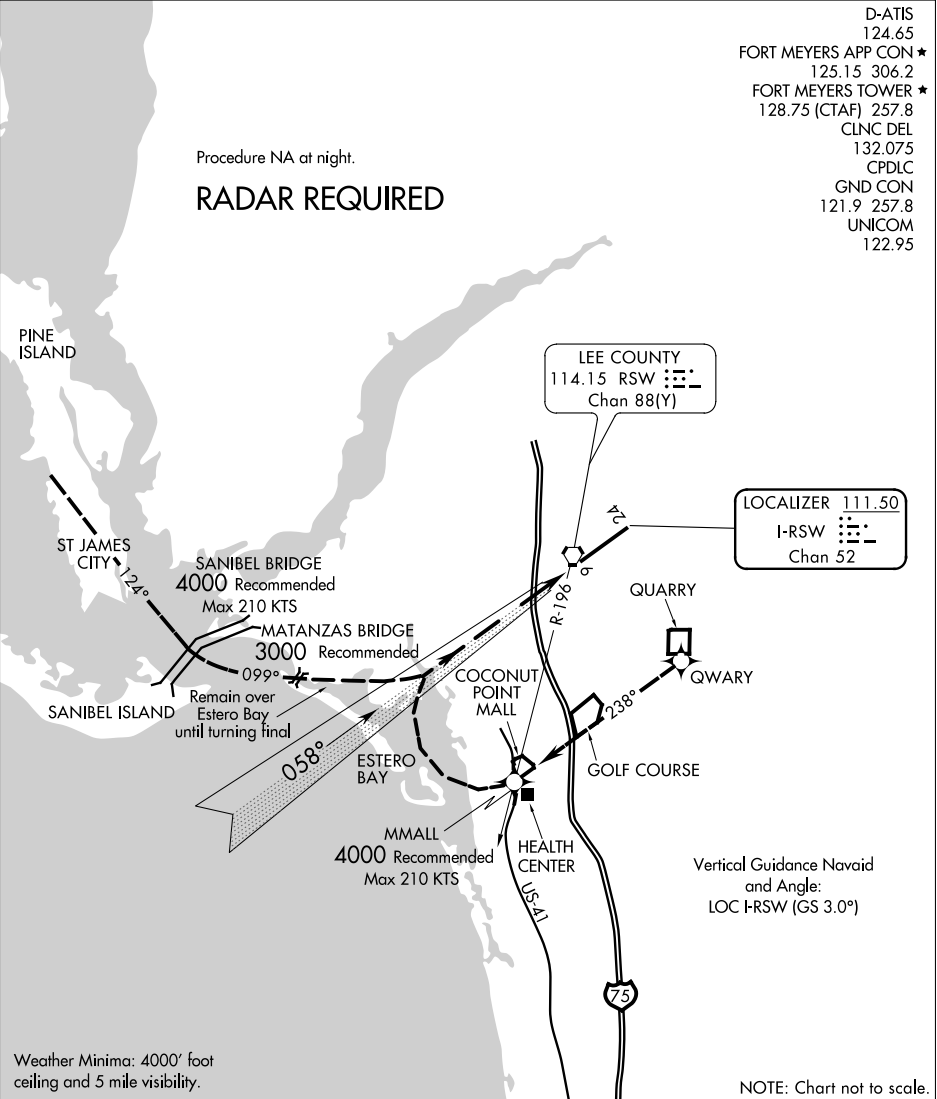 D-ATIS
124.65
FORT MEYERS APP CON ★
125.15 306.2
FORT MEYERS TOWER ★
128.75 (CTAF) 257.8
CLNC DEL
132.075
CPDLC
GND CON
121.9 257.8
UNICOM
122.95
Procedure NA at night.
RADAR REQUIRED
PINE
ISLAND
LEE COUNTY
114.15 RSW
Chan 88(Y)
LOCALIZER 111.50
I-RSW
Chan 52
24
6
R-196
ST JAMES
CITY
124°
SANIBEL BRIDGE
4000 Recommended
Max 210 KTS
MATANZAS BRIDGE
3000 Recommended
099°
Remain over
Estero Bay
until turning final
SANIBEL ISLAND
058°
ESTERO
BAY
COCONUT
POINT
MALL
QUARRY
QWARY
238°
GOLF COURSE
MMALL
4000 Recommended
Max 210 KTS
HEALTH
CENTER
US-41
75
Vertical Guidance Navaid
and Angle:
LOC I-RSW (GS 3.0°)
Weather Minima: 4000' foot
ceiling and 5 mile visibility.
NOTE: Chart not to scale.